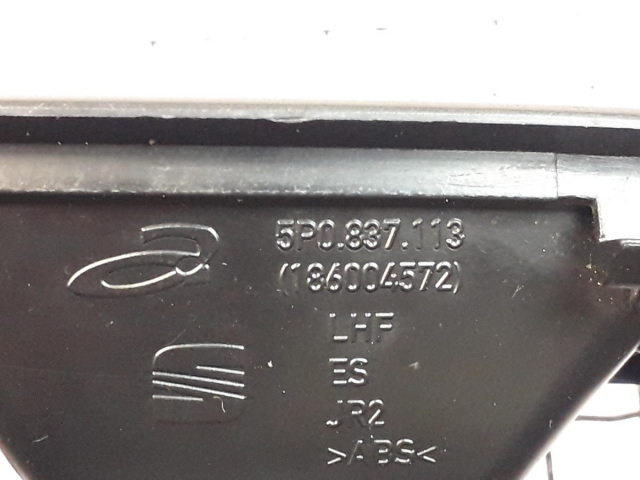 5P0.837.113
(186004572)
LHF
ES
JR2
>ABS<